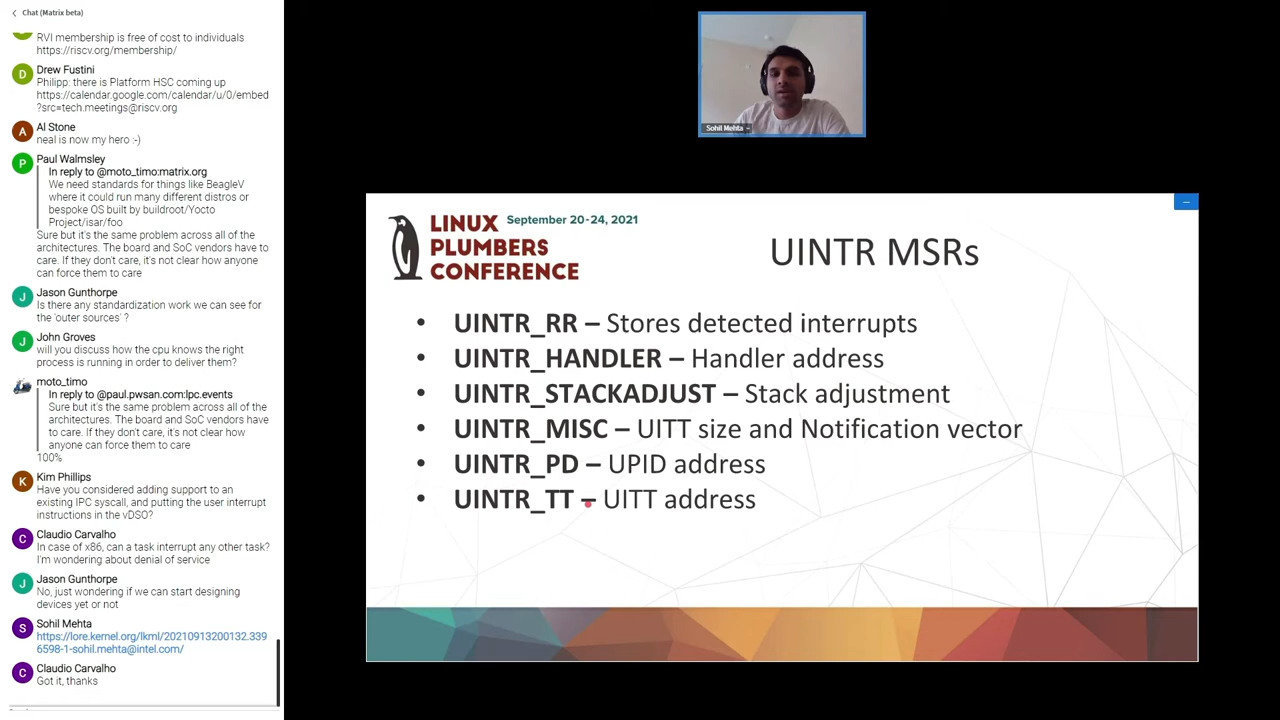 Chat (Matrix beta)
RVI membership is free of cost to individuals
https://riscv.org/membership/
D
Drew Fustini
Philipp: there is Platform HSC coming up
https://calendar.google.com/calendar/u/0/embed
?src=tech.meetings@riscv.org
A
Al Stone
neal is now my hero :-)
P
Paul Walmsley
In reply to @moto_timo:matrix.org
We need standards for things like BeagleV
where it could run many different distros or
bespoke OS built by buildroot/Yocto
Project/isar/foo
Sure but it's the same problem across all of the
architectures. The board and SoC vendors have to
care. If they don't care, it's not clear how anyone
can force them to care
J
Jason Gunthorpe
Is there any standardization work we can see for
the 'outer sources' ?
J
John Groves
will you discuss how the cpu knows the right
process is running in order to deliver them?
moto_timo
In reply to @paul.pwsan.com:lpc.events
Sure but it's the same problem across all of the
architectures. The board and SoC vendors have
to care. If they don't care, it's not clear how
anyone can force them to care
100%
K
Kim Phillips
Have you considered adding support to an
existing IPC syscall, and putting the user interrupt
instructions in the vDSO?
C
Claudio Carvalho
In case of x86, can a task interrupt any other task?
I'm wondering about denial of service
J
Jason Gunthorpe
No, just wondering if we can start designing
devices yet or not
S
Sohil Mehta
https://lore.kernel.org/lkml/20210913200132.339
6598-1-sohil.mehta@intel.com/
C
Claudio Carvalho
Got it, thanks
Sohil Mehta
LINUX
PLUMBERS
CONFERENCE
September 20-24, 2021
UINTR MSRs
• UINTR_RR – Stores detected interrupts
• UINTR_HANDLER – Handler address
• UINTR_STACKADJUST – Stack adjustment
• UINTR_MISC – UITT size and Notification vector
• UINTR_PD – UPID address
• UINTR_TT – UITT address